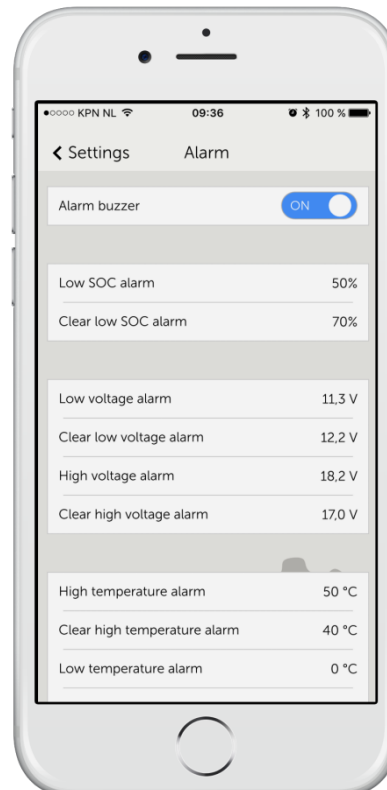 KPN NL 09:36 100 %
Settings Alarm
Alarm buzzer ON
Low SOC alarm 50%
Clear low SOC alarm 70%
Low voltage alarm 11,3 V
Clear low voltage alarm 12,2 V
High voltage alarm 18,2 V
Clear high voltage alarm 17,0 V
High temperature alarm 50 °C
Clear high temperature alarm 40 °C
Low temperature alarm 0 °C